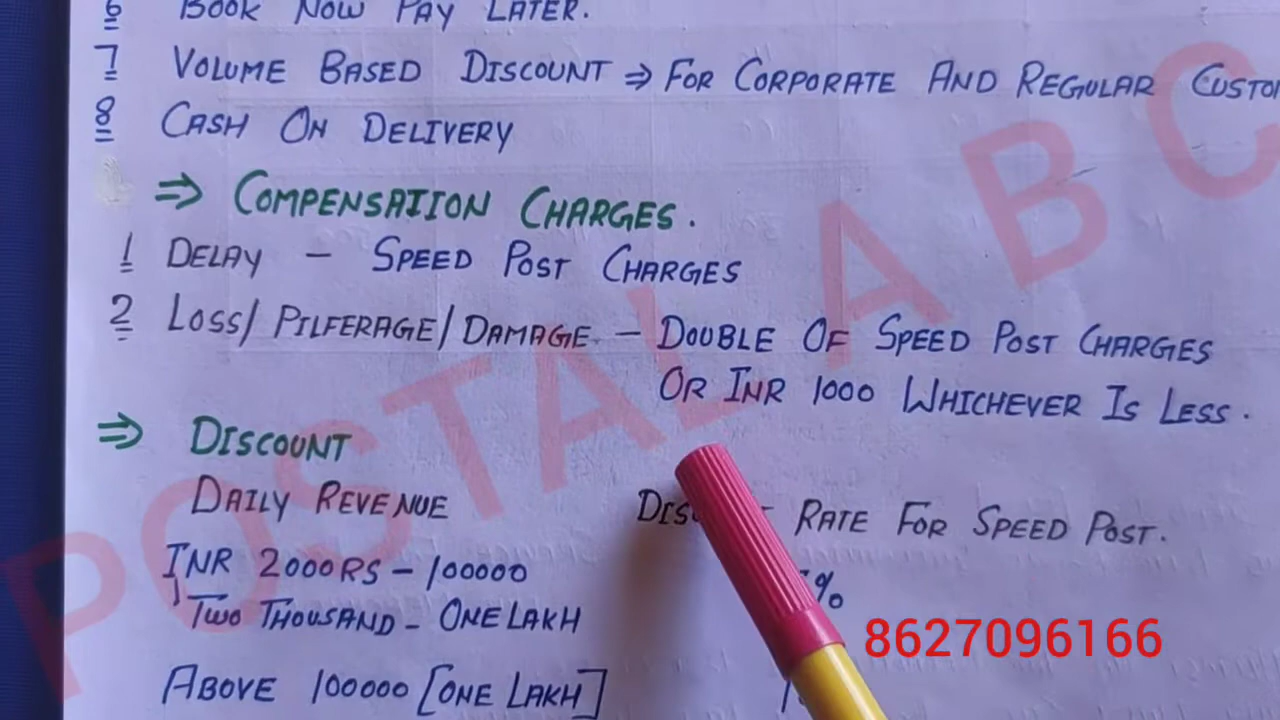 6 BOOK NOW PAY LATER.
7 VOLUME BASED DISCOUNT ⇒ FOR CORPORATE AND REGULAR
8 CASH ON DELIVERY
⇒ COMPENSATION CHARGES.
1 DELAY - SPEED POST CHARGES
2 LOSS/PILFERAGE/DAMAGE - DOUBLE OF SPEED POST CHARGES
OR INR 1000 WHICHEVER IS LESS.
⇒ DISCOUNT
DAILY REVENUE RATE FOR SPEED POST.
INR 2000RS - 100000 %
TWO THOUSAND - ONE LAKH
8627096166
ABOVE 100000 [ONE LAKH]
POSTAL ABC